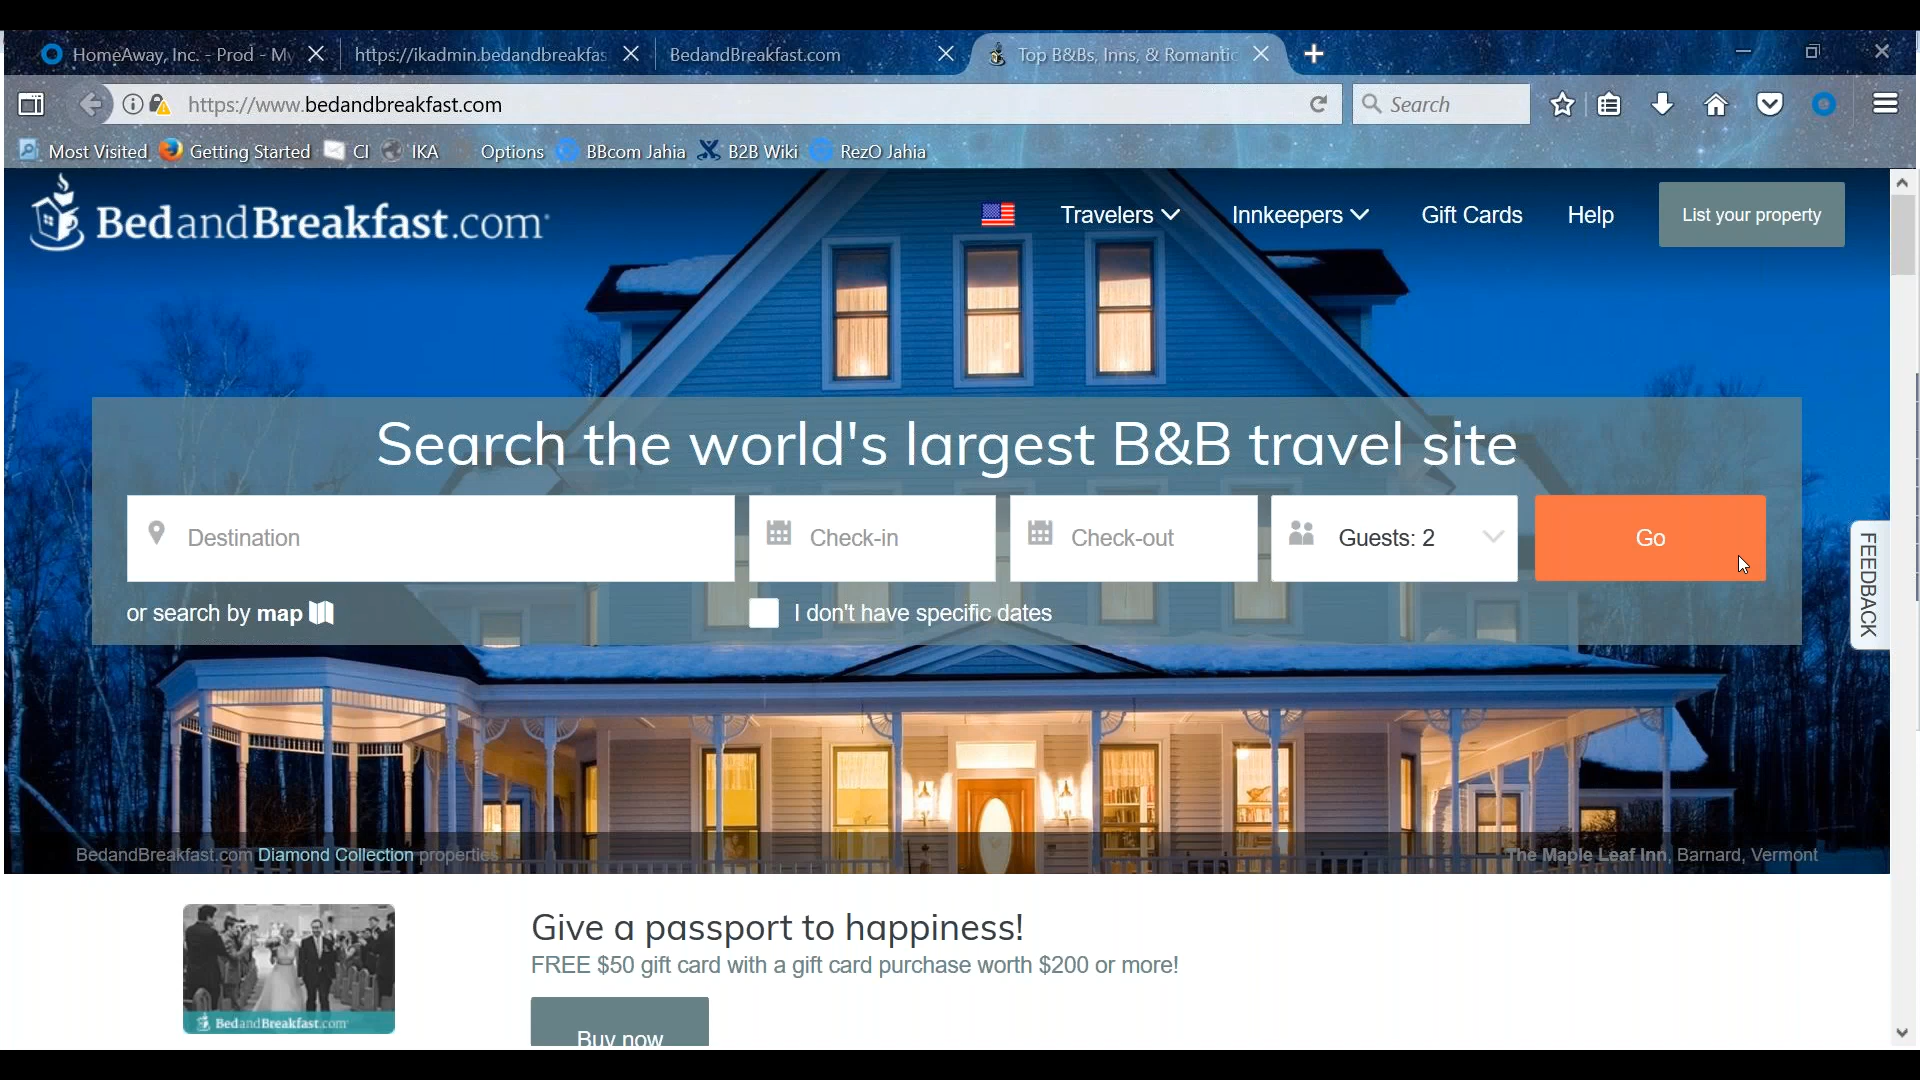 HomeAway, Inc. - Prod - My
https://ikadmin.bedandbreakfas
BedandBreakfast.com
Top B&Bs, Inns, & Romantic
https://www.bedandbreakfast.com
Search
Most Visited
Getting Started
CI
IKA
Options
BBcom Jahia
B2B Wiki
RezO Jahia
BedandBreakfast.com
Travelers
Innkeepers
Gift Cards
Help
List your property
Search the world's largest B&B travel site
Destination
Check-in
Check-out
Guests: 2
Go
or search by map
I don't have specific dates
FEEDBACK
BedandBreakfast.com Diamond Collection properties
The Maple Leaf Inn, Barnard, Vermont
Give a passport to happiness!
FREE $50 gift card with a gift card purchase worth $200 or more!
BedandBreakfast.com
Buy now